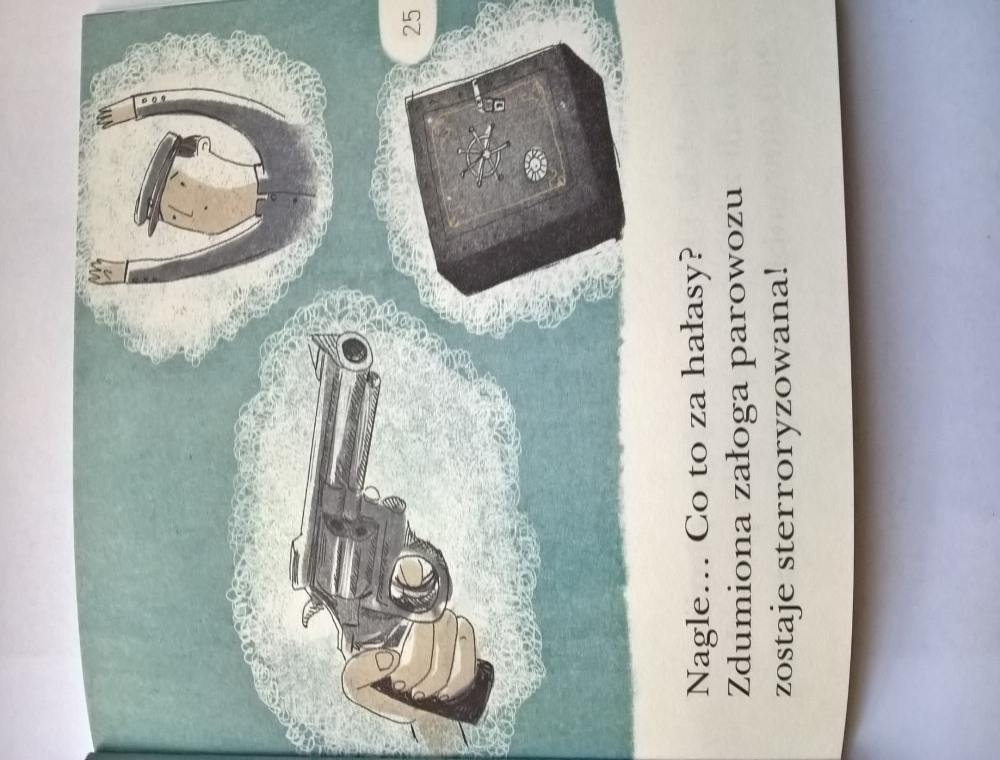 25
Nagle... Co to za hałasy?
Zdumiona załoga parowozu
zostaje sterroryzowana!